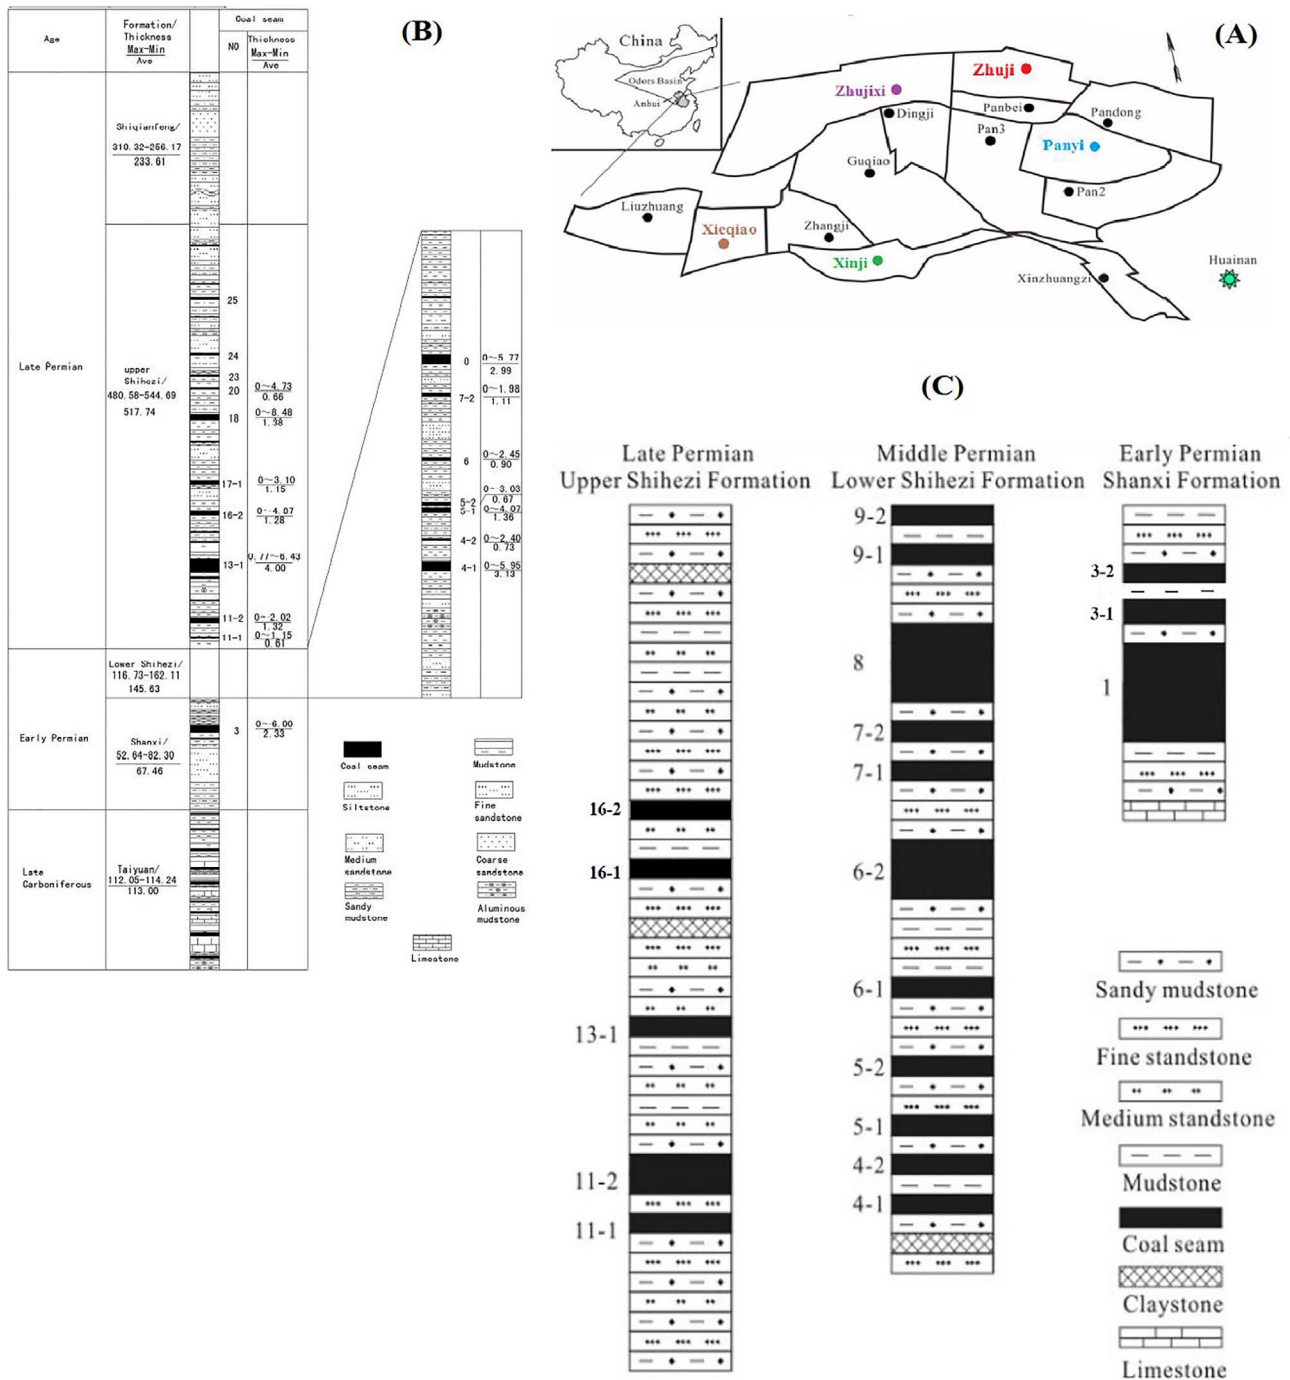 (B)
Age
Formation/
Thickness
Max-Min
Ave
Coal seam
NO
Thickness
Max-Min
Ave
Late Permian
Shiqianfeng/
310.32-256.17
233.61
upper
Shihezi/
480.58-544.69
517.74
25
24
23
20
0~4.73
0.66
18
0~8.48
1.38
17-1
0~3.10
1.15
16-2
0~4.07
1.28
13-1
0.77~6.43
4.00
11-2
0~2.02
1.32
11-1
0~1.15
0.61
Lower Shihezi/
116.73-162.11
145.63
Early Permian
Shanxi/
52.64-82.30
67.46
3
0~6.00
2.33
Late
Carboniferous
Taiyuan/
112.05-114.24
113.00
0~5.77
2.99
7-2
0~1.98
1.11
6
0~2.45
0.90
5-2
0~3.03
0.67
5-1
0~4.07
1.36
4-2
0~2.40
0.73
4-1
0~5.95
3.13
Coal seam
Mudstone
Siltstone
Fine
sandstone
Medium
sandstone
Coarse
sandstone
Sandy
mudstone
Aluminous
mudstone
Limestone
(A)
China
Odors Basin
Anhui
Zhuji
Zhujixi
Dingji
Panbei
Pandong
Pan3
Panyi
Guqiao
Pan2
Liuzhuang
Xieqiao
Zhangji
Xinji
Xinzhuangzi
Huainan
(C)
Late Permian
Upper Shihezi Formation
16-2
16-1
13-1
11-2
11-1
Middle Permian
Lower Shihezi Formation
9-2
9-1
8
7-2
7-1
6-2
6-1
5-2
5-1
4-2
4-1
Early Permian
Shanxi Formation
3-2
3-1
1
Sandy mudstone
Fine standstone
Medium standstone
Mudstone
Coal seam
Claystone
Limestone